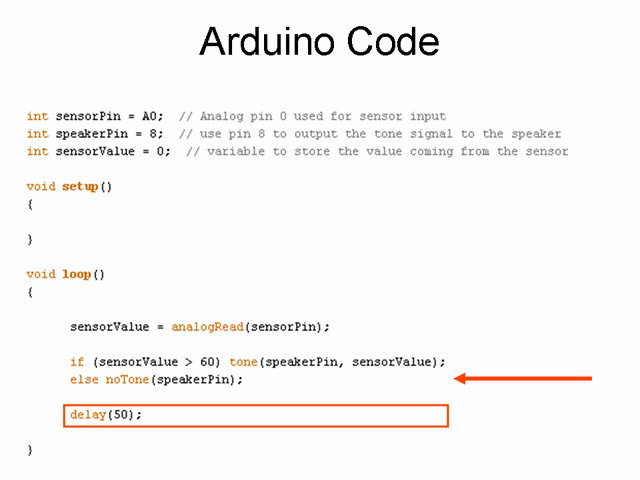 Arduino Code
int sensorPin = A0;  // Analog pin 0 used for sensor input
int speakerPin = 8;  // use pin 8 to output the tone signal to the speaker
int sensorValue = 0;  // variable to store the value coming from the sensor
void setup()
{
}
void loop()
{
sensorValue = analogRead(sensorPin);
if (sensorValue > 60) tone(speakerPin, sensorValue);
else noTone(speakerPin);
delay(50);
}